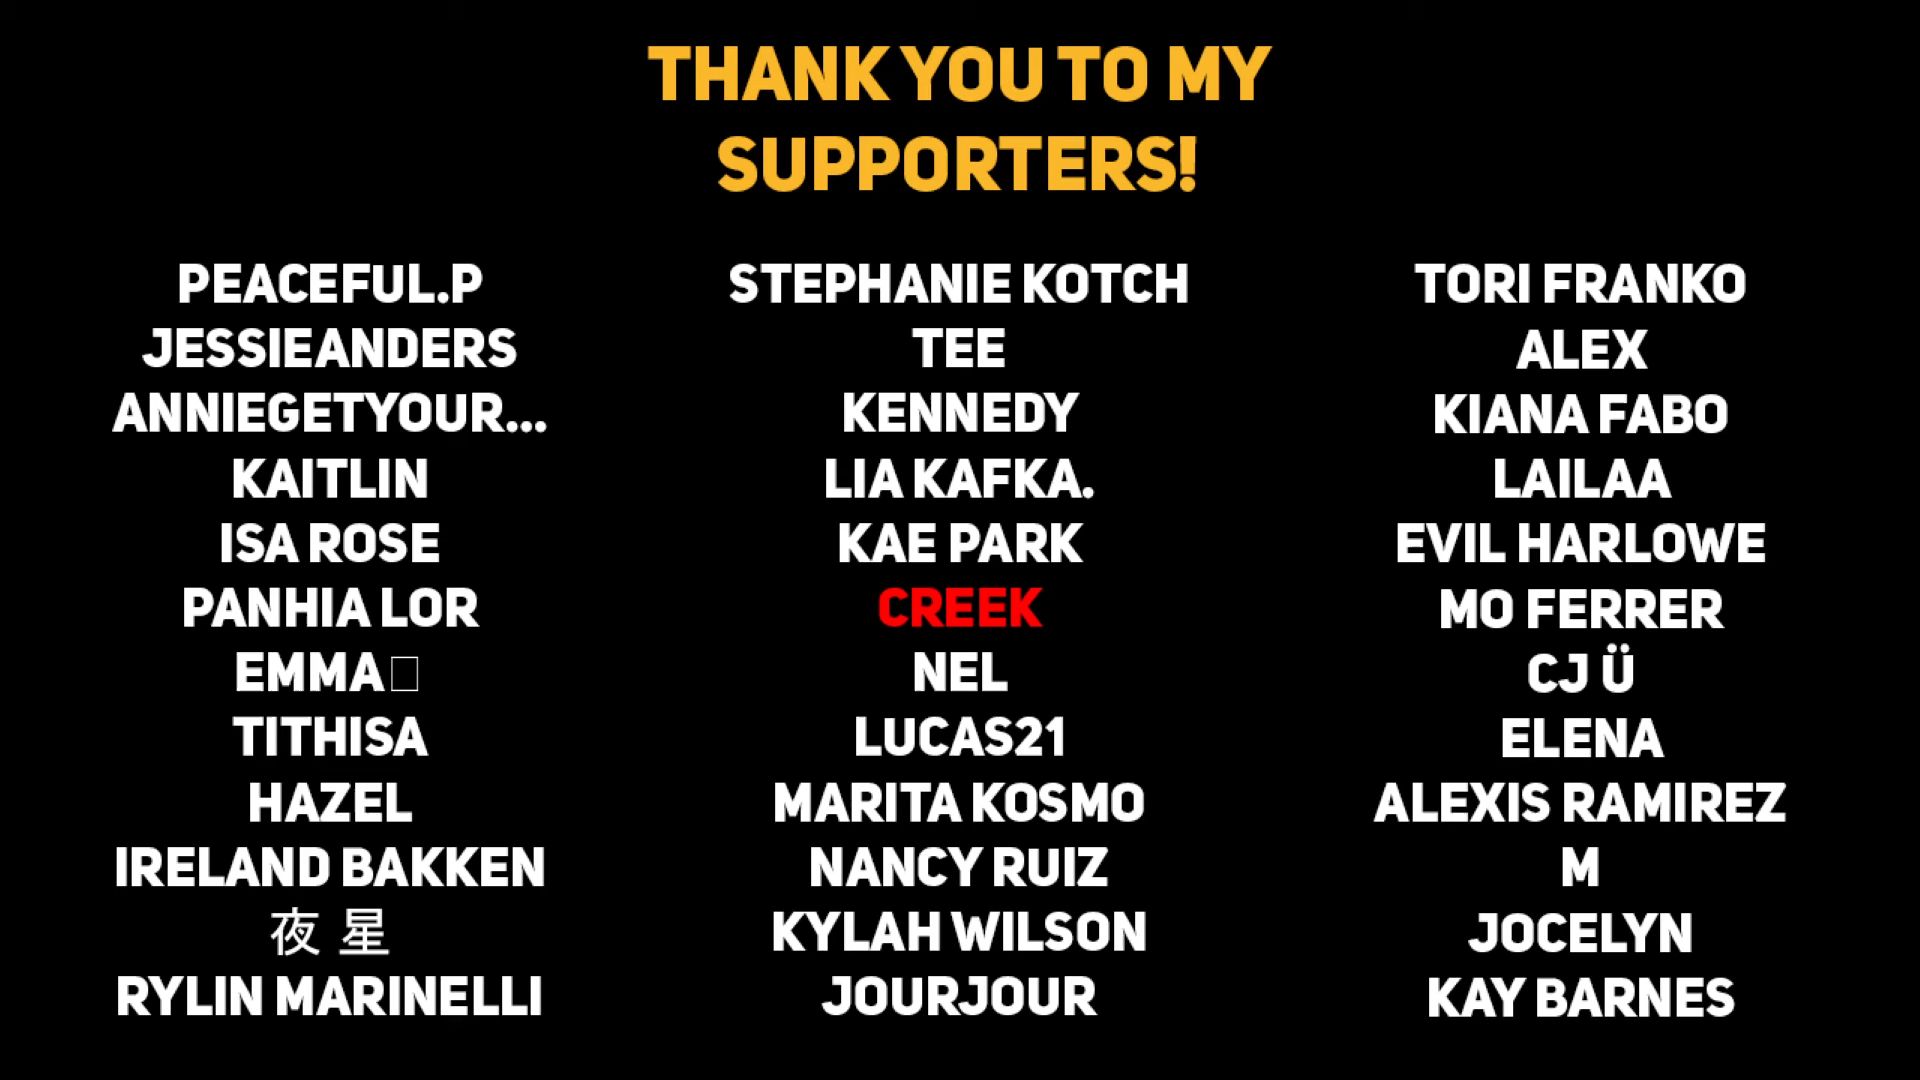 THANK YOU TO MY
SUPPORTERS!
PEACEFUL.P
JESSIEANDERS
ANNIEGETYOUR...
KAITLIN
ISA ROSE
PANHIA LOR
EMMA□
TITHISA
HAZEL
IRELAND BAKKEN
夜 星
RYLIN MARINELLI
STEPHANIE KOTCH
TEE
KENNEDY
LIA KAFKA.
KAE PARK
CREEK
NEL
LUCAS21
MARITA KOSMO
NANCY RUIZ
KYLAH WILSON
JOURJOUR
TORI FRANKO
ALEX
KIANA FABO
LAILAA
EVIL HARLOWE
MO FERRER
CJ Ü
ELENA
ALEXIS RAMIREZ
M
JOCELYN
KAY BARNES